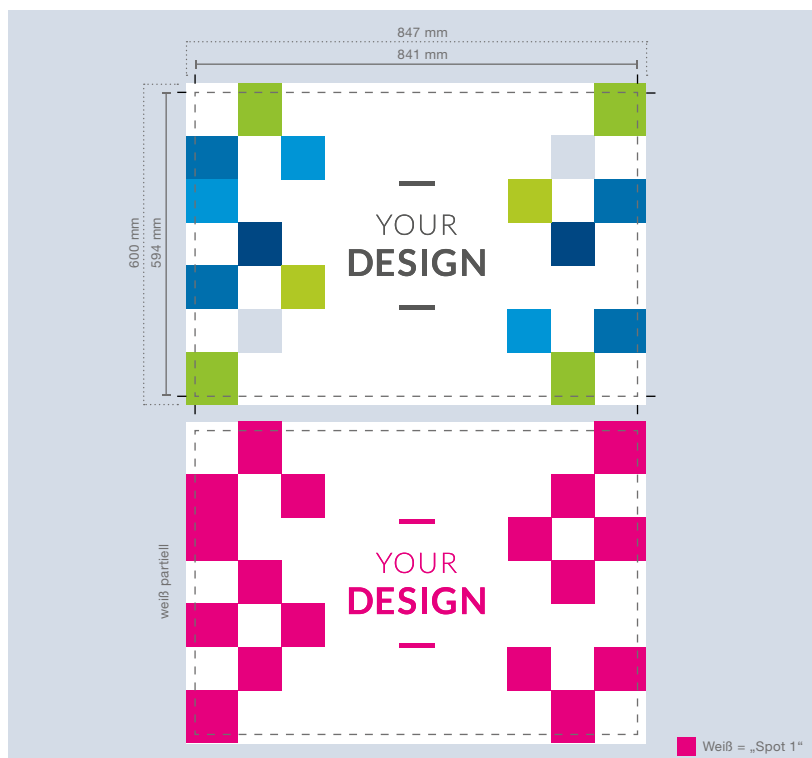 847 mm
841 mm
600 mm
594 mm
YOUR
DESIGN
weiß partiell
YOUR
DESIGN
Weiß = „Spot 1“